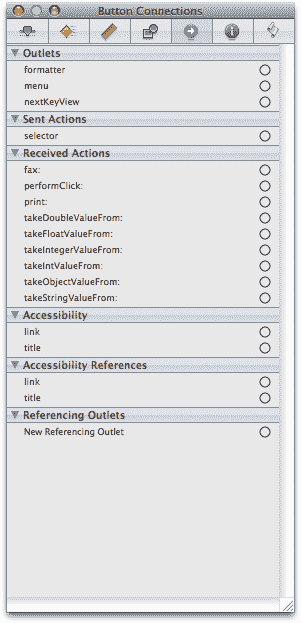 Button Connections
Outlets
formatter
menu
nextKeyView
Sent Actions
selector
Received Actions
fax:
performClick:
print:
takeDoubleValueFrom:
takeFloatValueFrom:
takeIntegerValueFrom:
takeIntValueFrom:
takeObjectValueFrom:
takeStringValueFrom:
Accessibility
link
title
Accessibility References
link
title
Referencing Outlets
New Referencing Outlet